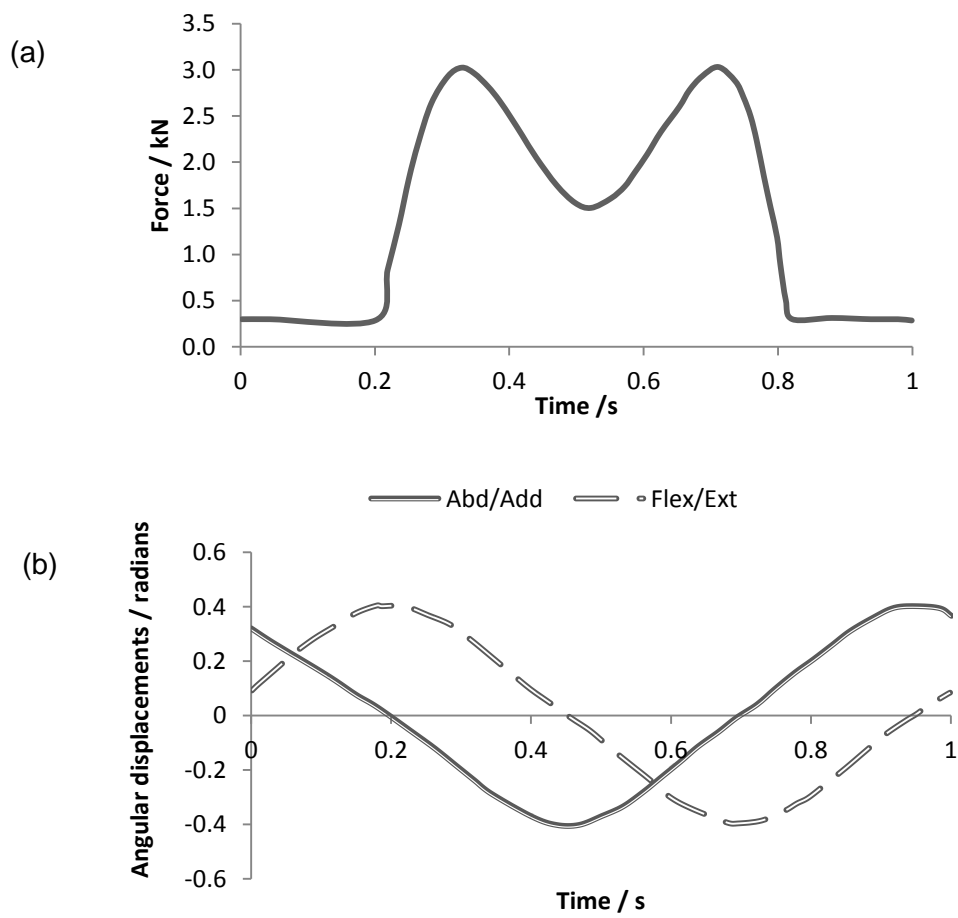 (a)
Force / kN
3.5
3.0
2.5
2.0
1.5
1.0
0.5
0.0
0 0.2 0.4 0.6 0.8 1
Time /s
Abd/Add Flex/Ext
(b)
Angular displacements / radians
0.6
0.4
0.2
0
-0.2
-0.4
-0.6
0 0.2 0.4 0.6 0.8 1
Time / s